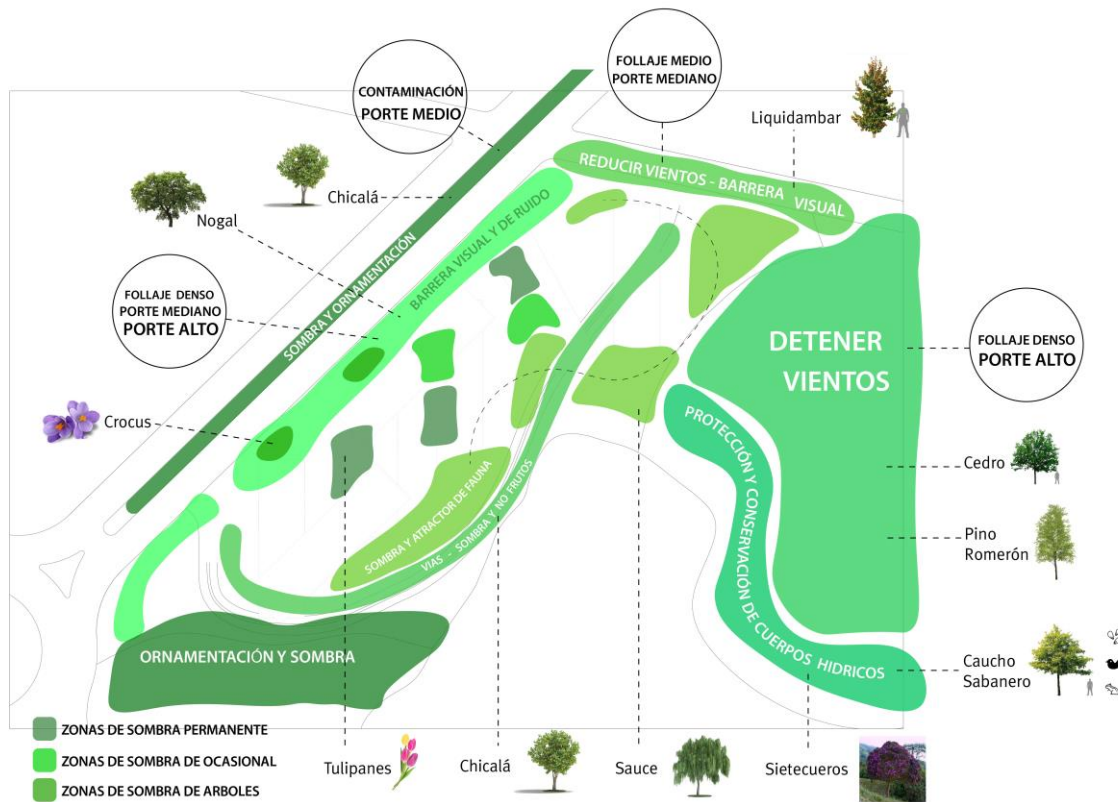 FOLLAJE MEDIO
PORTE MEDIANO
CONTAMINACIÓN
PORTE MEDIO
Liquidambar
Chicalá
Nogal
REDUCIR VIENTOS - BARRERA VISUAL
BARRERA VISUAL Y DE RUIDO
SOMBRA Y ORNAMENTACIÓN
FOLLAJE DENSO
PORTE MEDIANO
PORTE ALTO
DETENER
VIENTOS
FOLLAJE DENSO
PORTE ALTO
Crocus
PROTECCIÓN Y CONSERVACIÓN DE CUERPOS HIDRICOS
Cedro
SOMBRA Y ATRACTOR DE FAUNA
VIAS - SOMBRA Y NO FRUTOS
Pino
Romerón
ORNAMENTACIÓN Y SOMBRA
Caucho
Sabanero
ZONAS DE SOMBRA PERMANENTE
ZONAS DE SOMBRA DE OCASIONAL
ZONAS DE SOMBRA DE ARBOLES
Tulipanes
Chicalá
Sauce
Sietecueros